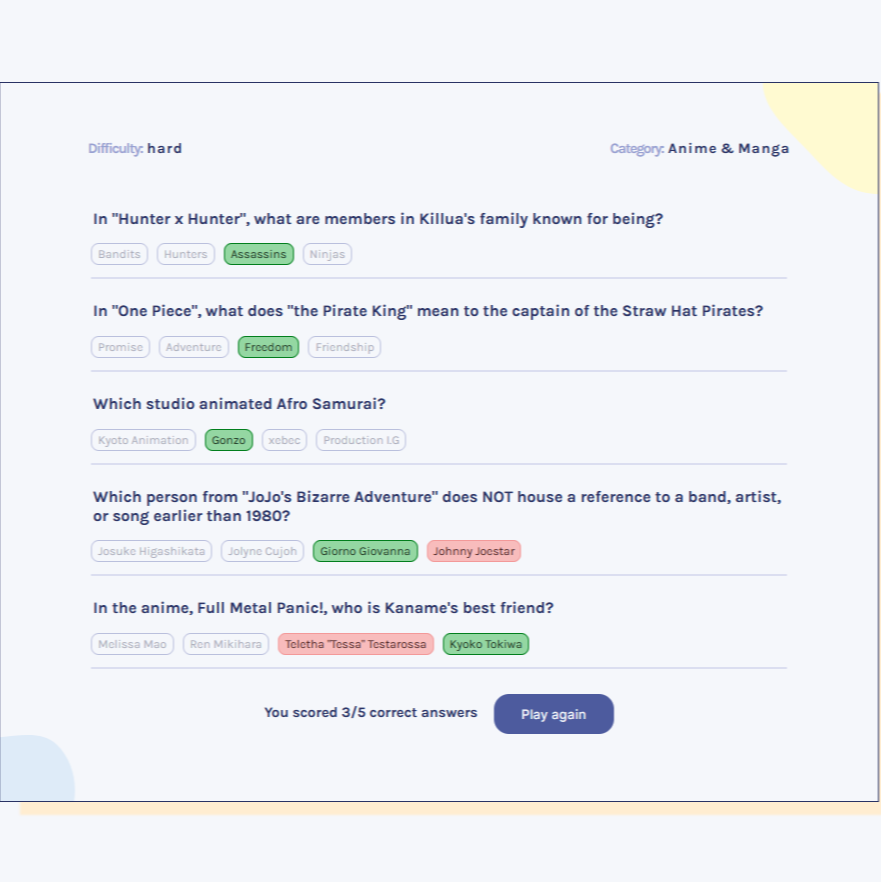 Difficulty: hard Category: Anime & Manga
In "Hunter x Hunter", what are members in Killua's family known for being?
Bandits Hunters Assassins Ninjas
In "One Piece", what does "the Pirate King" mean to the captain of the Straw Hat Pirates?
Promise Adventure Freedom Friendship
Which studio animated Afro Samurai?
Kyoto Animation Gonzo xebec Production I.G
Which person from "JoJo's Bizarre Adventure" does NOT house a reference to a band, artist,
or song earlier than 1980?
Josuke Higashikata Jolyne Cujoh Giorno Giovanna Johnny Joestar
In the anime, Full Metal Panic!, who is Kaname's best friend?
Melissa Mao Ren Mikihara Teletha "Tessa" Testarossa Kyoko Tokiwa
You scored 3/5 correct answers Play again